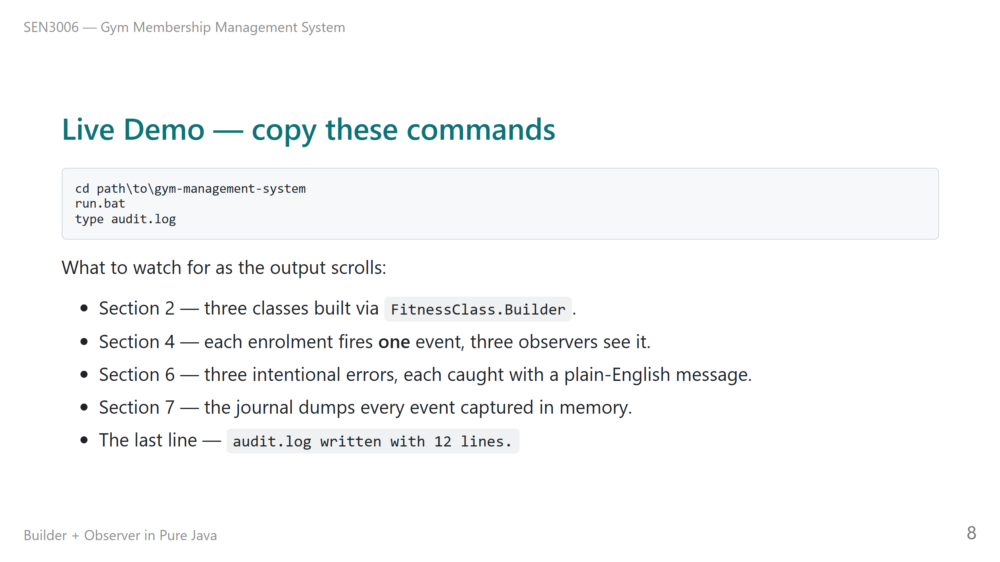 SEN3006 — Gym Membership Management System
Live Demo — copy these commands
cd path\to\gym-management-system
run.bat
type audit.log
What to watch for as the output scrolls:
• Section 2 — three classes built via FitnessClass.Builder.
• Section 4 — each enrolment fires one event, three observers see it.
• Section 6 — three intentional errors, each caught with a plain-English message.
• Section 7 — the journal dumps every event captured in memory.
• The last line — audit.log written with 12 lines.
Builder + Observer in Pure Java
8